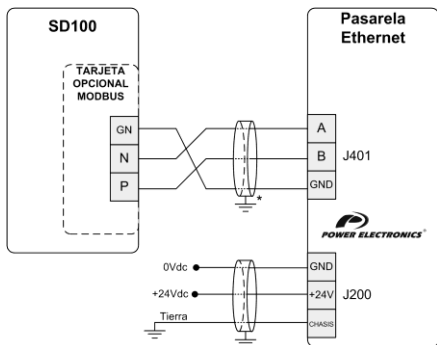 SD100
TARJETA
OPCIONAL
MODBUS
GN
N
P
*
Pasarela
Ethernet
A
B
GND
J401
POWER ELECTRONICS®
0Vdc
+24Vdc
Tierra
GND
+24V
CHASIS
J200